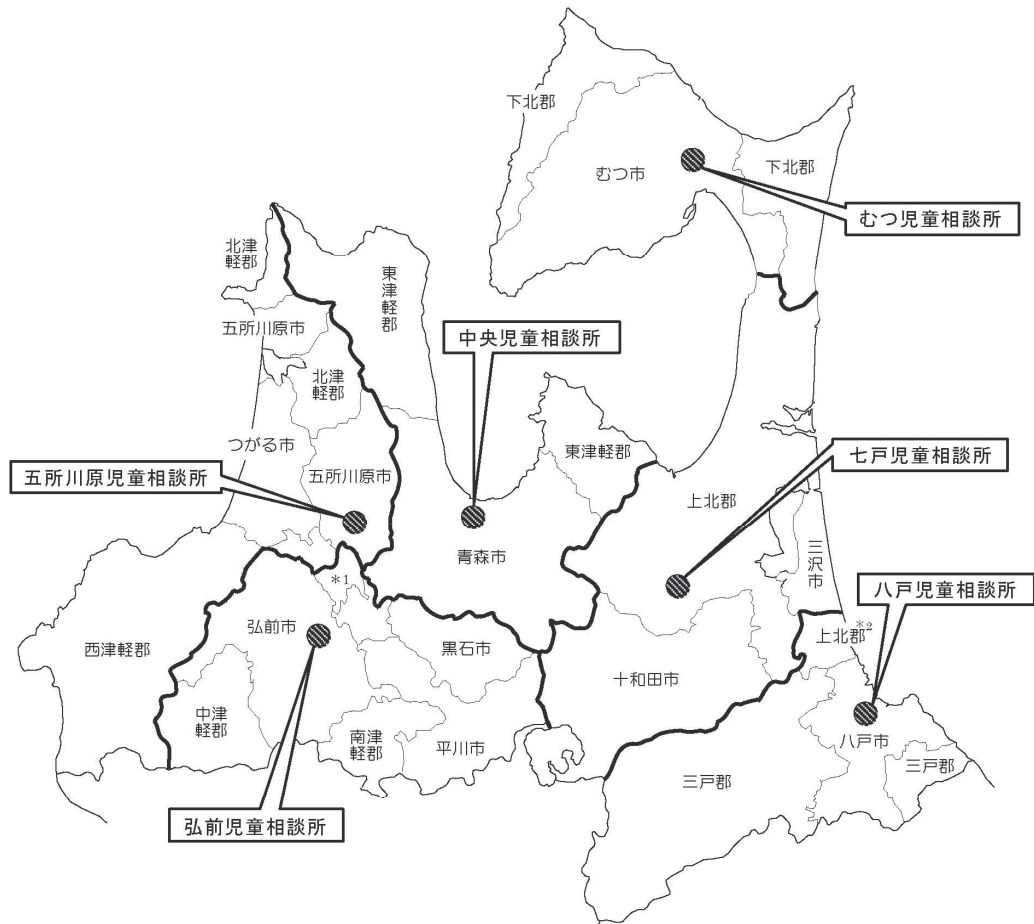 下北郡
むつ市
下北郡
むつ児童相談所
北津
軽郡
東津軽郡
五所川原市
中央児童相談所
北津
軽郡
つがる市
東津軽郡
五所川原児童相談所
五所川原市
七戸児童相談所
上北郡
青森市
三沢市
八戸児童相談所
*1
弘前市
西津軽郡
黒石市
上北郡*2
十和田市
中津
軽郡
南津
軽郡
平川市
八戸市
三戸郡
三戸郡
弘前児童相談所